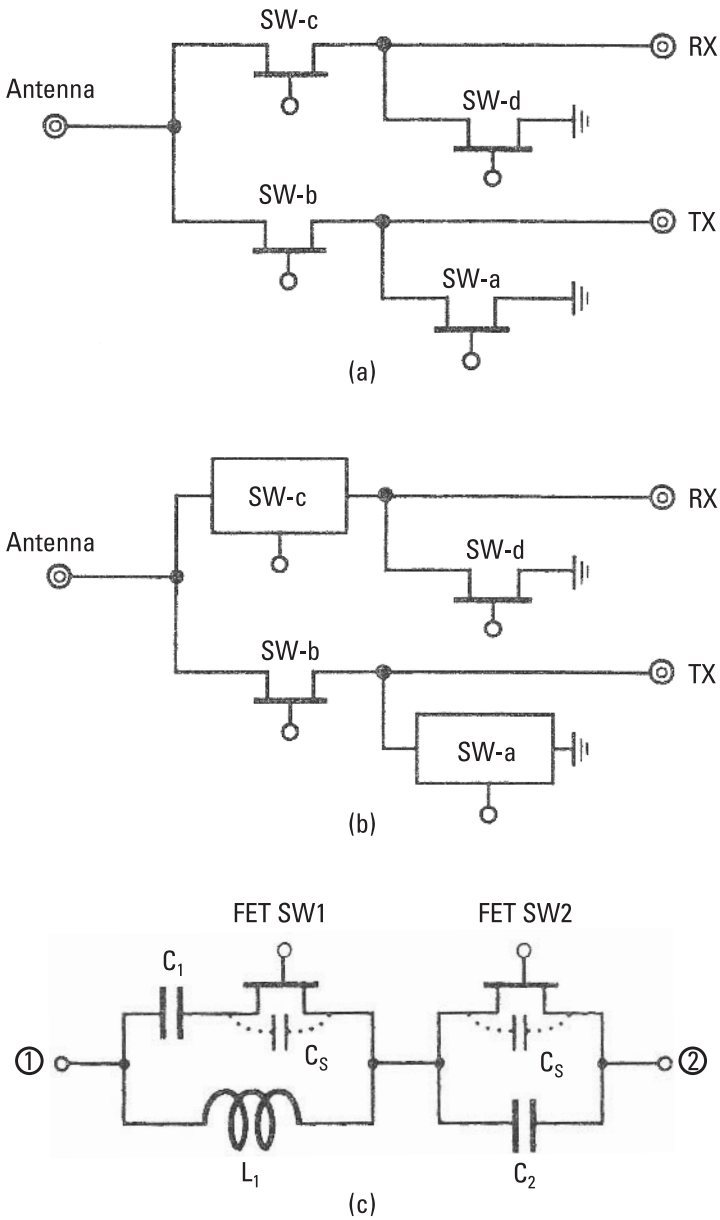 SW-c
RX
Antenna
SW-d
SW-b
TX
SW-a
(a)
SW-c
RX
Antenna
SW-d
SW-b
TX
SW-a
(b)
FET SW1
FET SW2
C₁
① Cₛ Cₛ ②
L₁
C₂
(c)